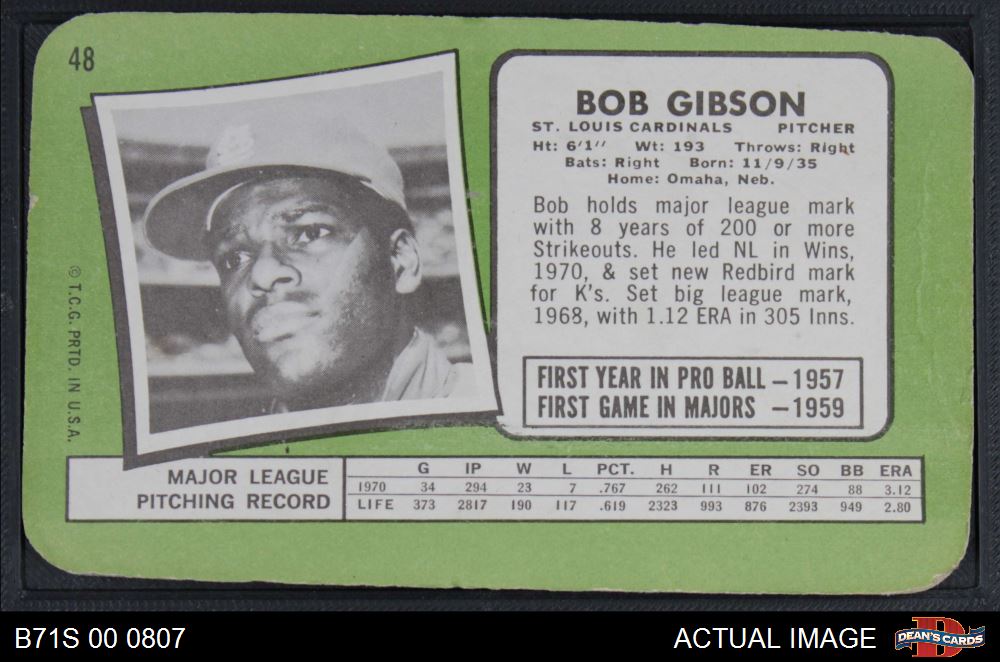 48
BOB GIBSON
ST. LOUIS CARDINALS PITCHER
Ht: 6'1" Wt: 193 Throws: Right
Bats: Right Born: 11/9/35
Home: Omaha, Neb.
Bob holds major league mark
with 8 years of 200 or more
Strikeouts. He led NL in Wins,
1970, & set new Redbird mark
for K's. Set big league mark,
1968, with 1.12 ERA in 305 Inns.
FIRST YEAR IN PRO BALL – 1957
FIRST GAME IN MAJORS – 1959
© T.C.G. PRTD. IN U.S.A.
MAJOR LEAGUE
PITCHING RECORD
G IP W L PCT. H R ER SO BB ERA
1970 34 294 23 7 .767 262 111 102 274 88 3.12
LIFE 373 2817 190 117 .619 2323 993 876 2393 949 2.80
B71S 00 0807
ACTUAL IMAGE
D
DEAN'S CARDS